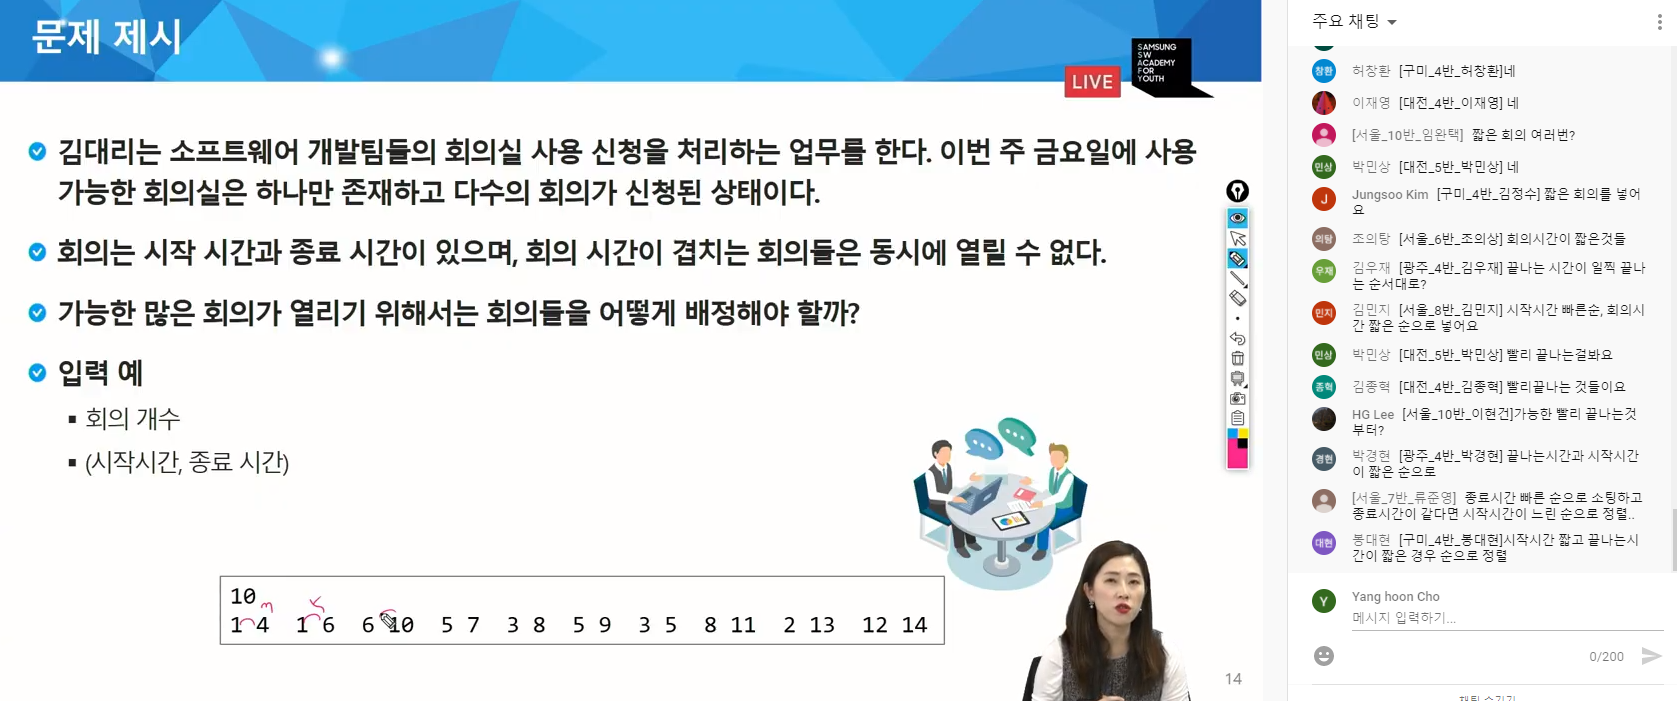 문제 제시
SAMSUNG
SW
ACADEMY
FOR
YOUTH
LIVE
김대리는 소프트웨어 개발팀들의 회의실 사용 신청을 처리하는 업무를 한다. 이번 주 금요일에 사용
가능한 회의실은 하나만 존재하고 다수의 회의가 신청된 상태이다.
회의는 시작 시간과 종료 시간이 있으며, 회의 시간이 겹치는 회의들은 동시에 열릴 수 없다.
가능한 많은 회의가 열리기 위해서는 회의들을 어떻게 배정해야 할까?
입력 예
회의 개수
(시작시간, 종료 시간)
10
1 4 1 6 6 10 5 7 3 8 5 9 3 5 8 11 2 13 12 14
14
주요 채팅
창환 허창환 [구미_4반_허창환]네
이재영 [대전_4반_이재영] 네
[서울_10반_임완택] 짧은 회의 여러번?
민상 박민상 [대전_5반_박민상] 네
J Jungsoo Kim [구미_4반_김정수] 짧은 회의를 넣어
요
의탕 조의탕 [서울_6반_조의상] 회의시간이 짧은것들
우재 김우재 [광주_4반_김우재] 끝나는 시간이 일찍 끝나
는 순서대로?
민지 김민지 [서울_8반_김민지] 시작시간 빠른순, 회의시
간 짧은 순으로 넣어요
민상 박민상 [대전_5반_박민상] 빨리 끝나는걸봐요
종혁 김종혁 [대전_4반_김종혁] 빨리끝나는 것들이요
HG Lee [서울_10반_이현건]가능한 빨리 끝나는것
부터?
경현 박경현 [광주_4반_박경현] 끝나는시간과 시작시간
이 짧은 순으로
[서울_7반_류준영] 종료시간 빠른 순으로 소팅하고
종료시간이 같다면 시작시간이 느린 순으로 정렬..
대현 봉대현 [구미_4반_봉대현]시작시간 짧고 끝나는시
간이 짧은 경우 순으로 정렬
Y Yang hoon Cho
메시지 입력하기...
0/200